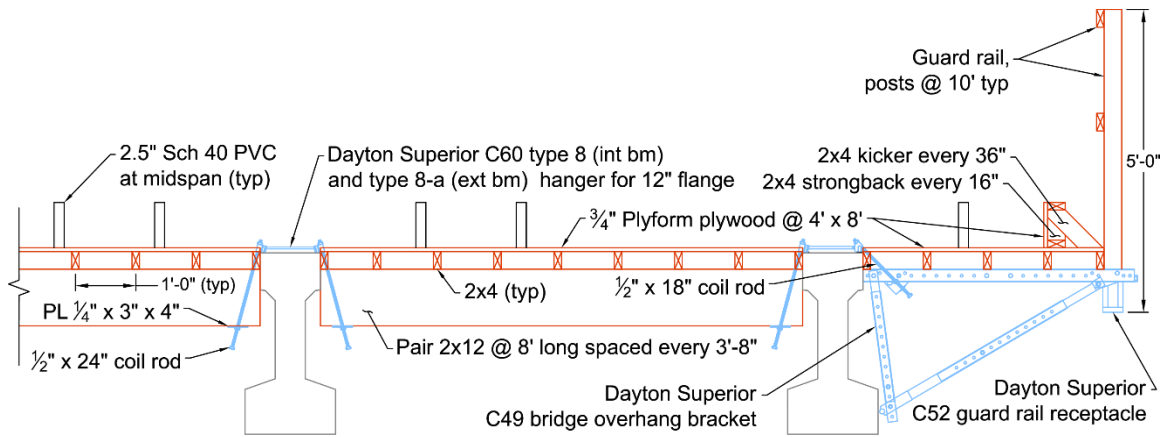 Guard rail,
posts @ 10' typ
2.5" Sch 40 PVC
at midspan (typ)
Dayton Superior C60 type 8 (int bm)
and type 8-a (ext bm) hanger for 12" flange
2x4 kicker every 36"
2x4 strongback every 16"
5'-0"
3/4" Plyform plywood @ 4' x 8'
1'-0" (typ)
2x4 (typ)
1/2" x 18" coil rod
PL 1/4" x 3" x 4"
1/2" x 24" coil rod
Pair 2x12 @ 8' long spaced every 3'-8"
Dayton Superior
C49 bridge overhang bracket
Dayton Superior
C52 guard rail receptacle